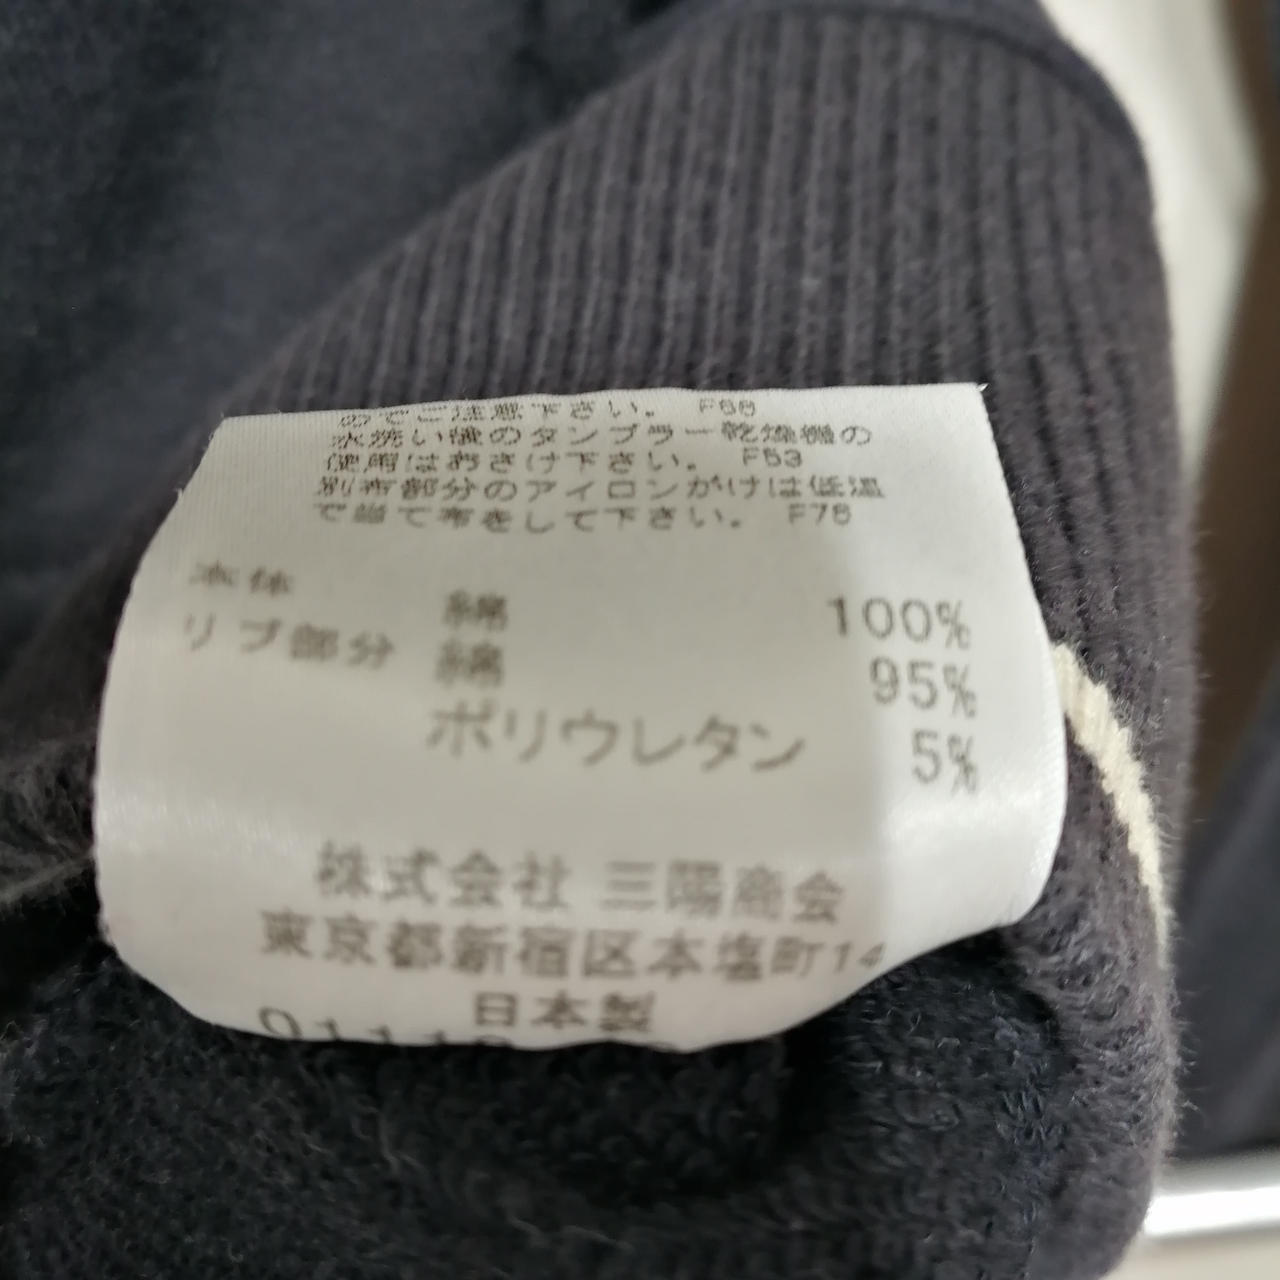 のでご注意下さい。 F66
水洗い後のタンブラー乾燥機の
使用はおさけ下さい。 F53
別布部分のアイロンがけは低温
で当て布をして下さい。 F76
本体 綿 100%
リブ部分 綿 95%
ポリウレタン 5%
株式会社 三陽商会
東京都新宿区本塩町14
日本製